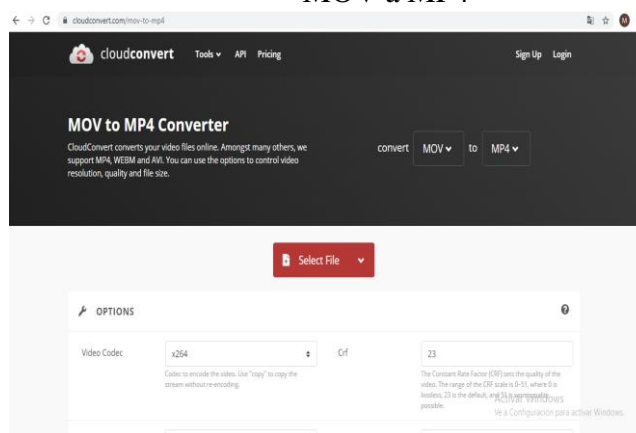 MOV a MP4
cloudconvert.com/mov-to-mp4
M
cloudconvert Tools API Pricing Sign Up Login
MOV to MP4 Converter
CloudConvert converts your video files online. Amongst many others, we
support MP4, WEBM and AVI. You can use the options to control video
resolution, quality and file size.
convert MOV to MP4
Select File
OPTIONS
Video Codec x264 Crf 23
Codec to encode the video. Use "copy" to copy the
stream without re-encoding.
The Constant Rate Factor (CRF) sets the quality of the
video. The range of the CRF scale is 0–51, where 0 is
lossless, 23 is the default, and 51 is worst quality
possible.
Activar Windows
Ve a Configuración para activar Windows.